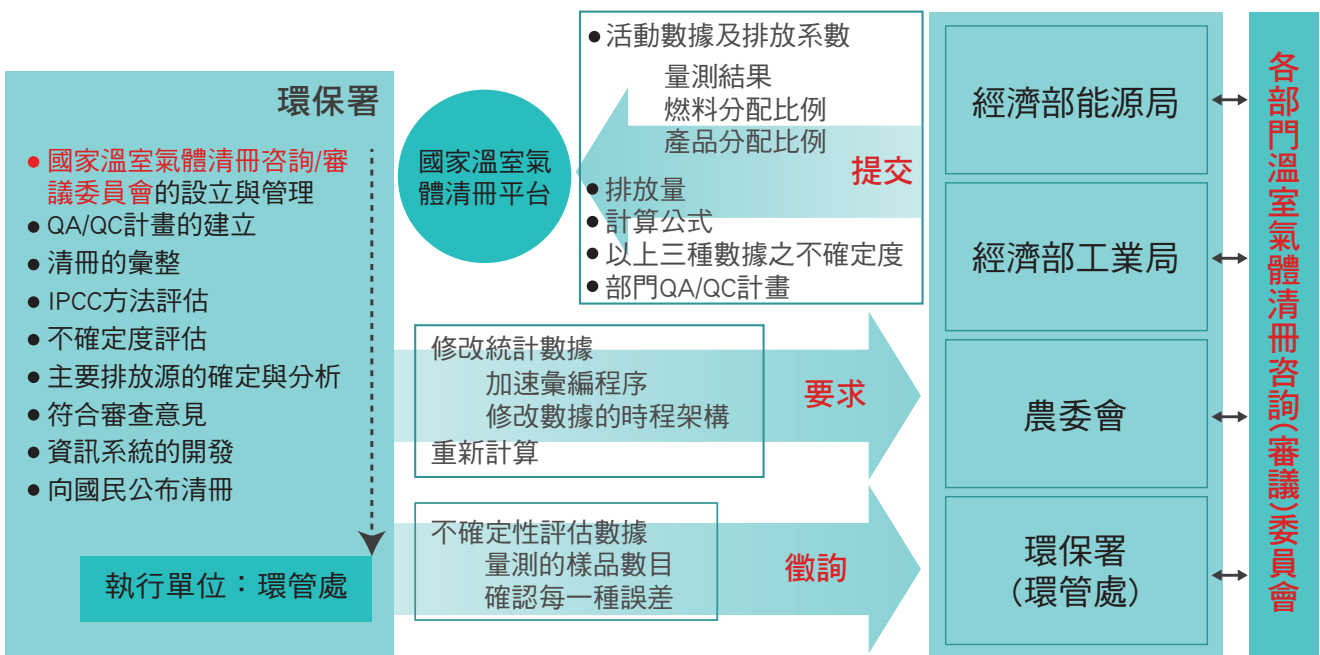 環保署
● 國家溫室氣體清冊咨詢/審
議委員會的設立與管理
● QA/QC計畫的建立
● 清冊的彙整
● IPCC方法評估
● 不確定度評估
● 主要排放源的確定與分析
● 符合審查意見
● 資訊系統的開發
● 向國民公布清冊
執行單位：環管處
國家溫室氣
體清冊平台
● 活動數據及排放系數
量測結果
燃料分配比例
產品分配比例
提交
● 排放量
● 計算公式
● 以上三種數據之不確定度
● 部門QA/QC計畫
修改統計數據
加速彙編程序
修改數據的時程架構
重新計算
要求
不確定性評估數據
量測的樣品數目
確認每一種誤差
徵詢
經濟部能源局
經濟部工業局
農委會
環保署
（環管處）
各部門溫室氣體清冊咨詢（審議）委員會